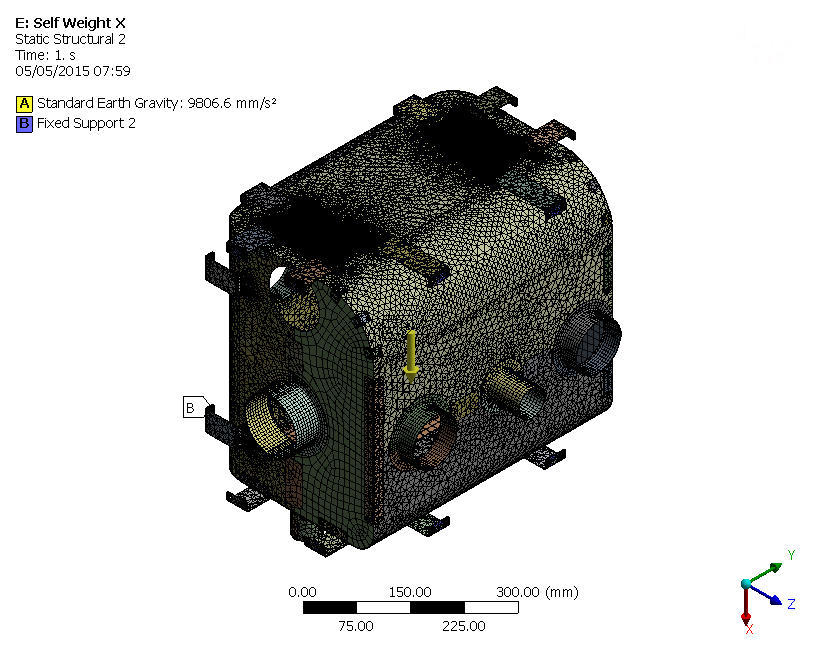 E: Self Weight X
Static Structural 2
Time: 1. s
05/05/2015 07:59
A Standard Earth Gravity: 9806.6 mm/s²
B Fixed Support 2
B
0.00 150.00 300.00 (mm)
75.00 225.00
Y
Z
X